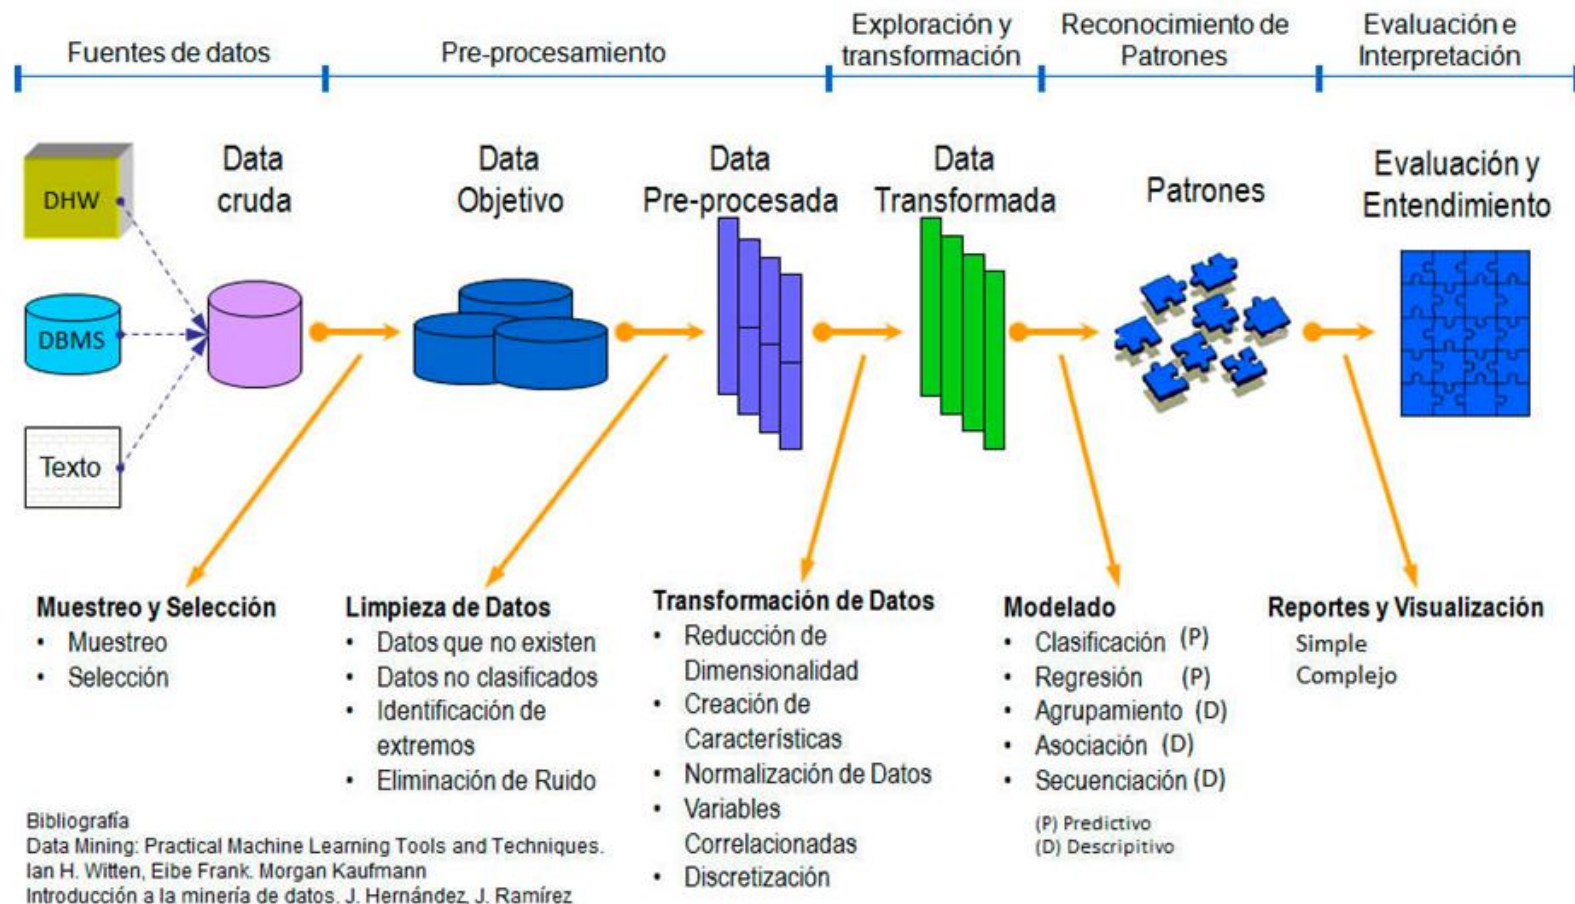 Fuentes de datos
Pre-procesamiento
Exploración y
transformación
Reconocimiento de
Patrones
Evaluación e
Interpretación
DHW
DBMS
Texto
Data
cruda
Data
Objetivo
Data
Pre-procesada
Data
Transformada
Patrones
Evaluación y
Entendimiento
Muestreo y Selección
• Muestreo
• Selección
Limpieza de Datos
• Datos que no existen
• Datos no clasificados
• Identificación de
extremos
• Eliminación de Ruido
Transformación de Datos
• Reducción de
Dimensionalidad
• Creación de
Características
• Normalización de Datos
• Variables
Correlacionadas
• Discretización
Modelado
• Clasificación (P)
• Regresión (P)
• Agrupamiento (D)
• Asociación (D)
• Secuenciación (D)
(P) Predictivo
(D) Descripitivo
Reportes y Visualización
Simple
Complejo
Bibliografía
Data Mining: Practical Machine Learning Tools and Techniques.
Ian H. Witten, Eibe Frank. Morgan Kaufmann
Introducción a la minería de datos. J. Hernández, J. Ramírez